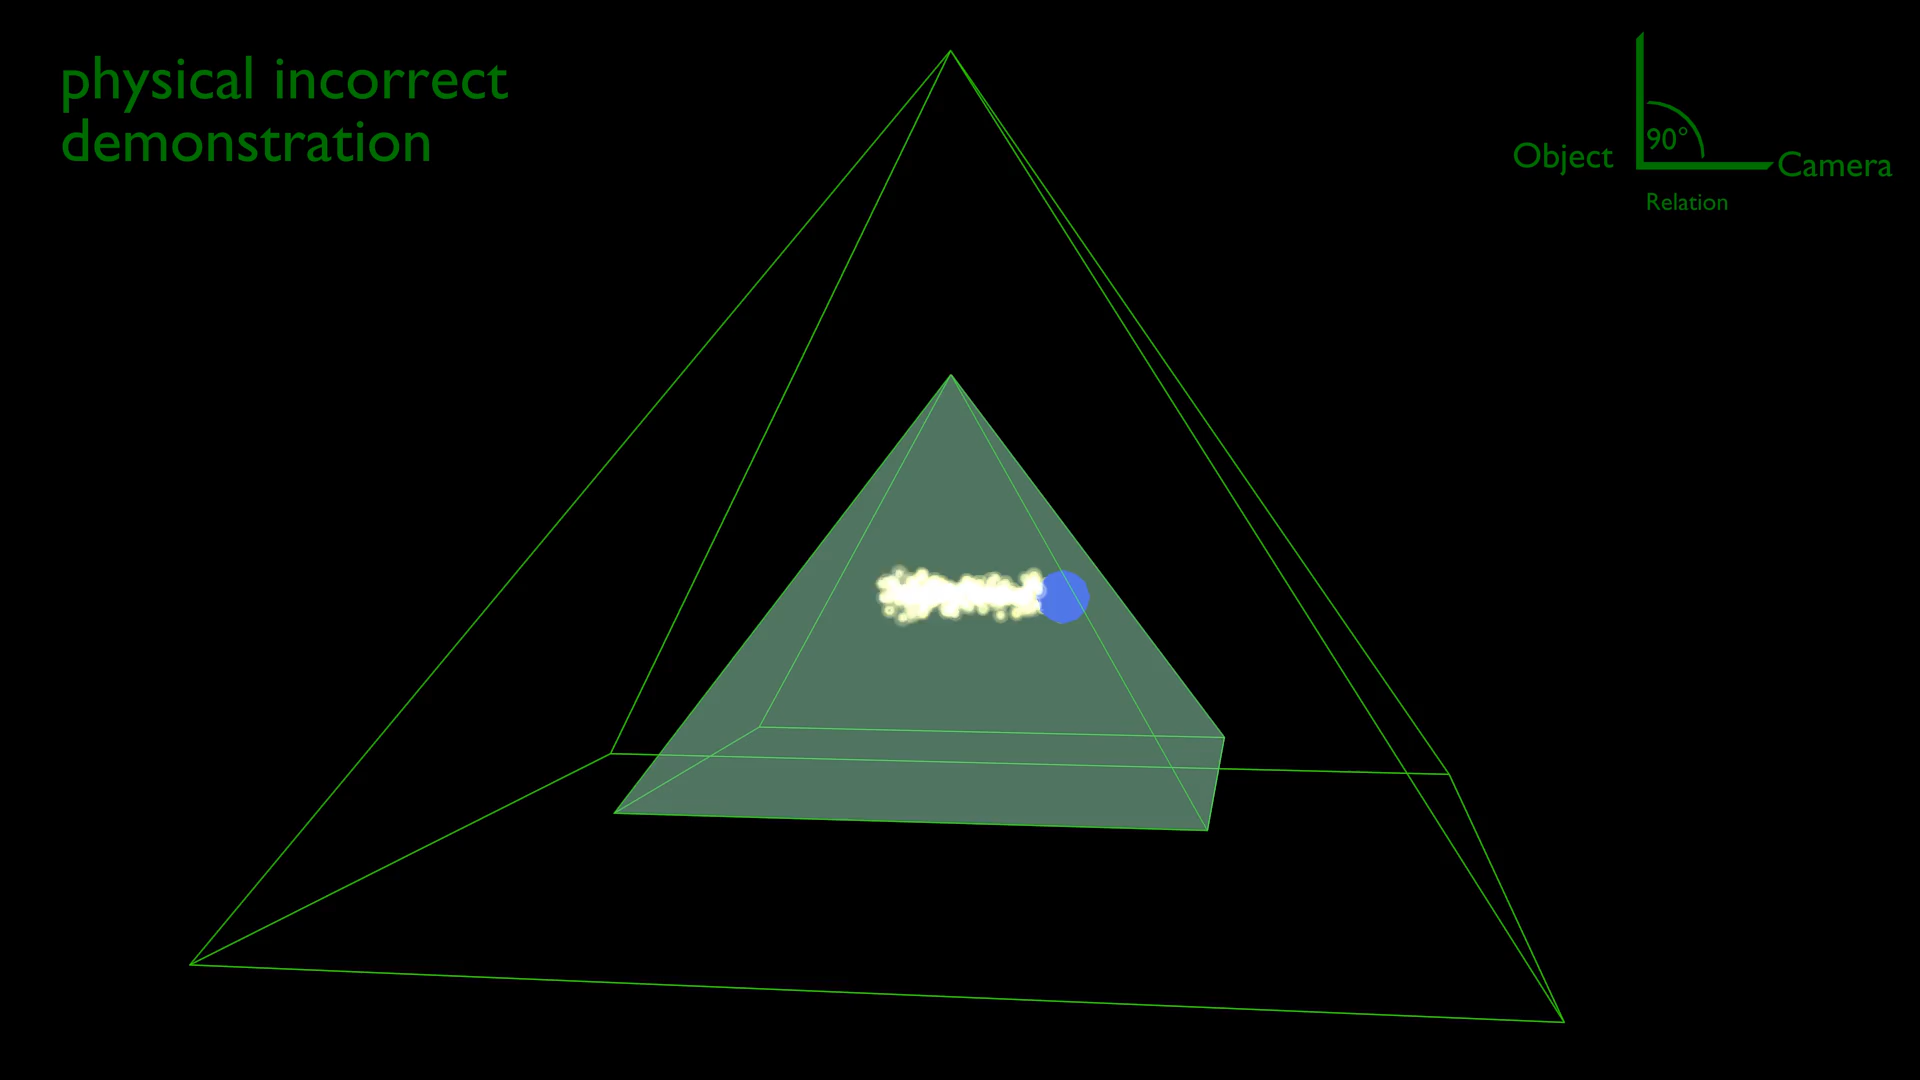 physical incorrect
demonstration
90°
Object
Camera
Relation